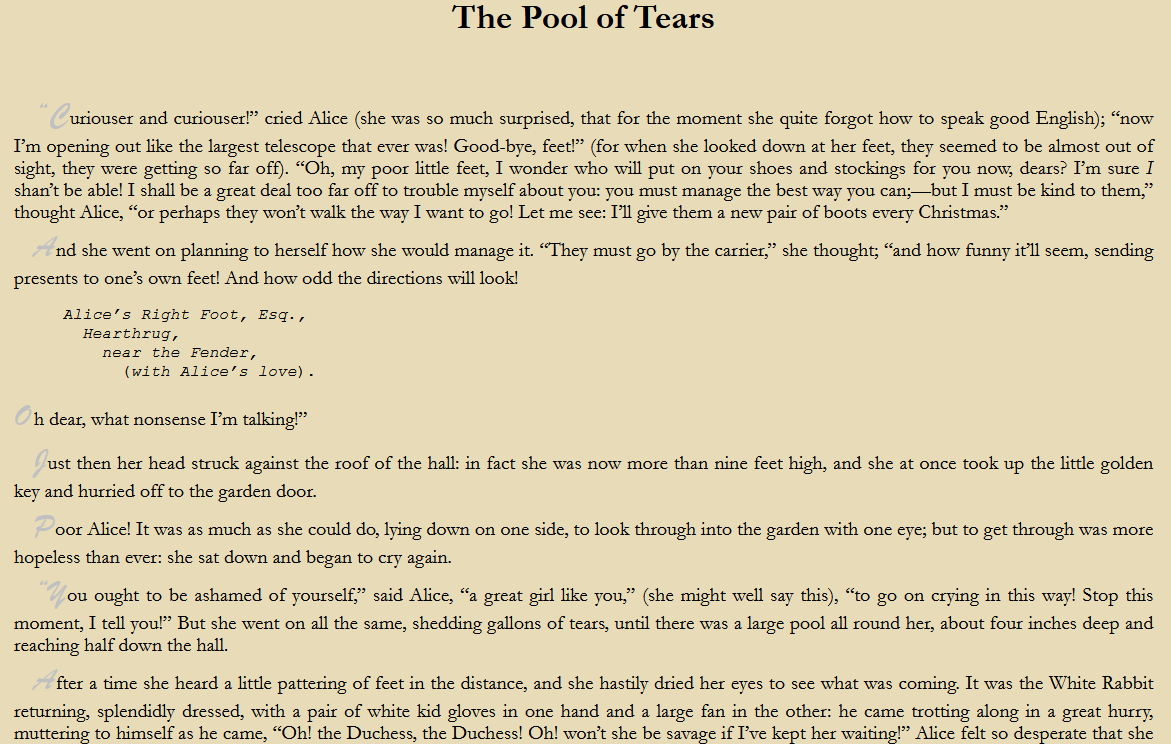 The Pool of Tears
“Curiouser and curiouser!” cried Alice (she was so much surprised, that for the moment she quite forgot how to speak good English); “now
I’m opening out like the largest telescope that ever was! Good-bye, feet!” (for when she looked down at her feet, they seemed to be almost out of
sight, they were getting so far off). “Oh, my poor little feet, I wonder who will put on your shoes and stockings for you now, dears? I’m sure I
shan’t be able! I shall be a great deal too far off to trouble myself about you: you must manage the best way you can;—but I must be kind to them,”
thought Alice, “or perhaps they won’t walk the way I want to go! Let me see: I’ll give them a new pair of boots every Christmas.”
And she went on planning to herself how she would manage it. “They must go by the carrier,” she thought; “and how funny it’ll seem, sending
presents to one’s own feet! And how odd the directions will look!
Alice’s Right Foot, Esq.,
Hearthrug,
near the Fender,
(with Alice’s love).
Oh dear, what nonsense I’m talking!”
Just then her head struck against the roof of the hall: in fact she was now more than nine feet high, and she at once took up the little golden
key and hurried off to the garden door.
Poor Alice! It was as much as she could do, lying down on one side, to look through into the garden with one eye; but to get through was more
hopeless than ever: she sat down and began to cry again.
“You ought to be ashamed of yourself,” said Alice, “a great girl like you,” (she might well say this), “to go on crying in this way! Stop this
moment, I tell you!” But she went on all the same, shedding gallons of tears, until there was a large pool all round her, about four inches deep and
reaching half down the hall.
After a time she heard a little pattering of feet in the distance, and she hastily dried her eyes to see what was coming. It was the White Rabbit
returning, splendidly dressed, with a pair of white kid gloves in one hand and a large fan in the other: he came trotting along in a great hurry,
muttering to himself as he came, “Oh! the Duchess, the Duchess! Oh! won’t she be savage if I’ve kept her waiting!” Alice felt so desperate that she